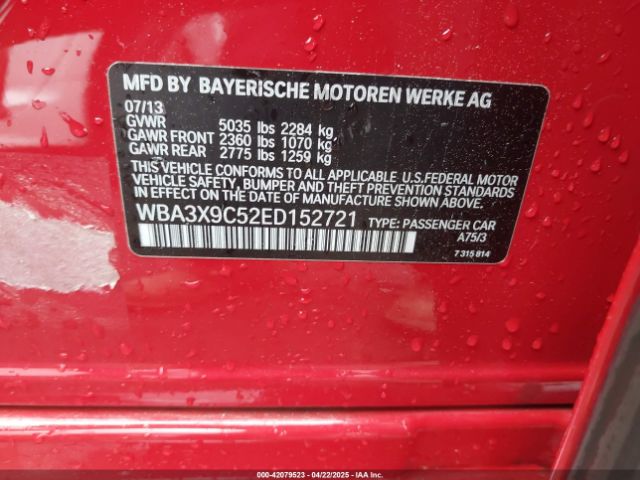 MFD BY BAYERISCHE MOTOREN WERKE AG
07/13
GVWR 5035 lbs 2284 kg
GAWR FRONT 2360 lbs 1070 kg
GAWR REAR 2775 lbs 1259 kg
THIS VEHICLE CONFORMS TO ALL APPLICABLE U.S.FEDERAL MOTOR
VEHICLE SAFETY, BUMPER AND THEFT PREVENTION STANDARDS
IN EFFECT ON THE DATE OF MANUFACTURE SHOWN ABOVE.
WBA3X9C52ED152721 TYPE: PASSENGER CAR
A75/3
7 315 814
000-42079523 - 04/22/2025 - IAAI.COM